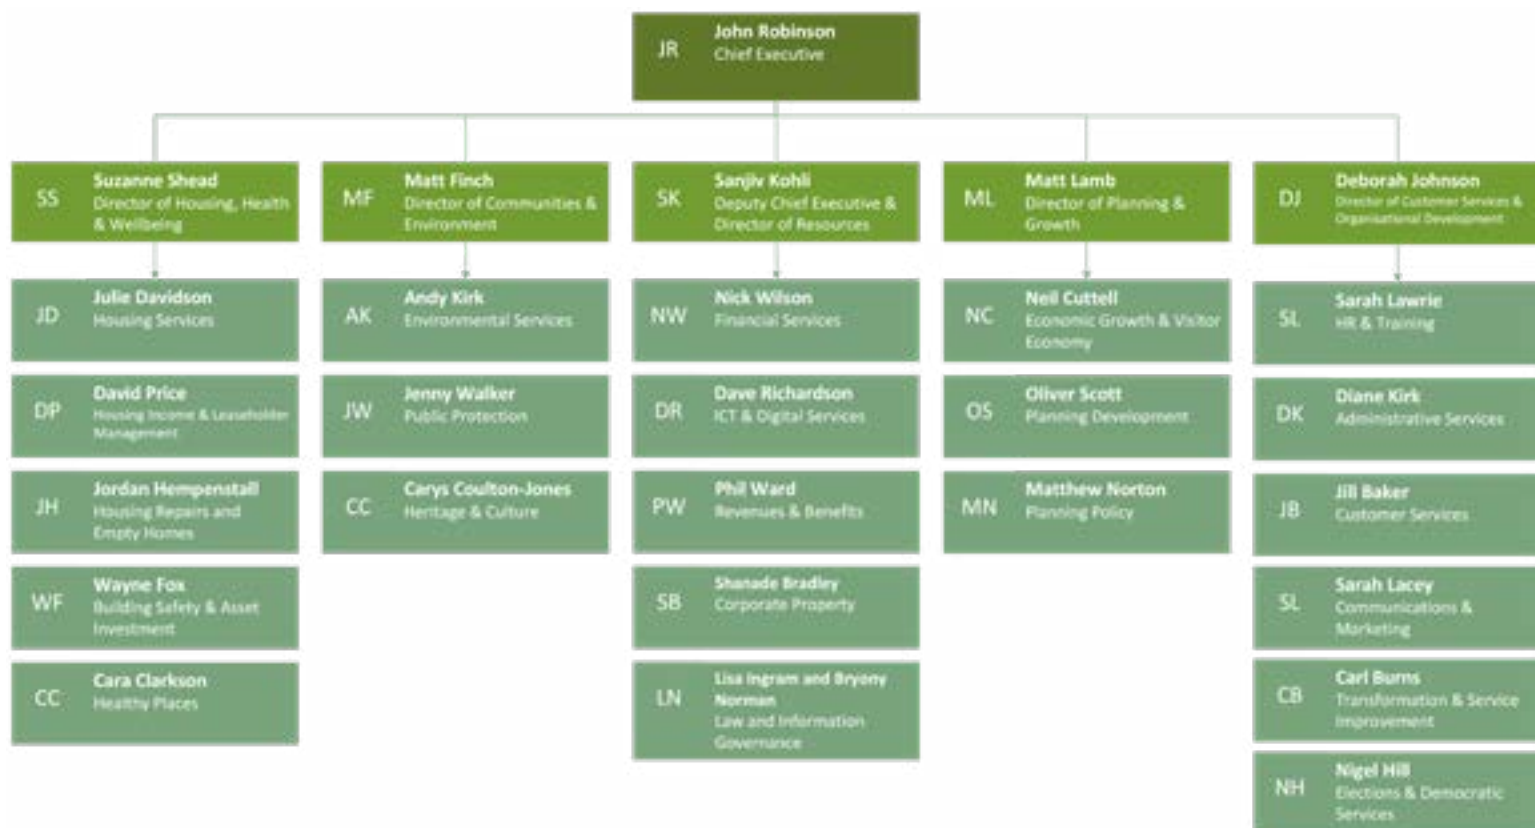 JR
John Robinson
Chief Executive
SS
Suzanne Shead
Director of Housing, Health
& Wellbeing
MF
Matt Finch
Director of Communities &
Environment
SK
Sanjiv Kohli
Deputy Chief Executive &
Director of Resources
ML
Matt Lamb
Director of Planning &
Growth
DJ
Deborah Johnson
Director of Customer Services &
Organisational Development
JD
Julie Davidson
Housing Services
DP
David Price
Housing Income & Leaseholder
Management
JH
Jordan Hempenstall
Housing Repairs and
Empty Homes
WF
Wayne Fox
Building Safety & Asset
Investment
CC
Cara Clarkson
Healthy Places
AK
Andy Kirk
Environmental Services
JW
Jenny Walker
Public Protection
CC
Carys Coulton-Jones
Heritage & Culture
NW
Nick Wilson
Financial Services
DR
Dave Richardson
ICT & Digital Services
PW
Phil Ward
Revenues & Benefits
SB
Shanade Bradley
Corporate Property
LN
Lisa Ingram and Bryony
Norman
Law and Information
Governance
NC
Neil Cuttell
Economic Growth & Visitor
Economy
OS
Oliver Scott
Planning Development
MN
Matthew Norton
Planning Policy
SL
Sarah Lawrie
HR & Training
DK
Diane Kirk
Administrative Services
JB
Jill Baker
Customer Services
SL
Sarah Lacey
Communications &
Marketing
CB
Carl Burns
Transformation & Service
Improvement
NH
Nigel Hill
Elections & Democratic
Services